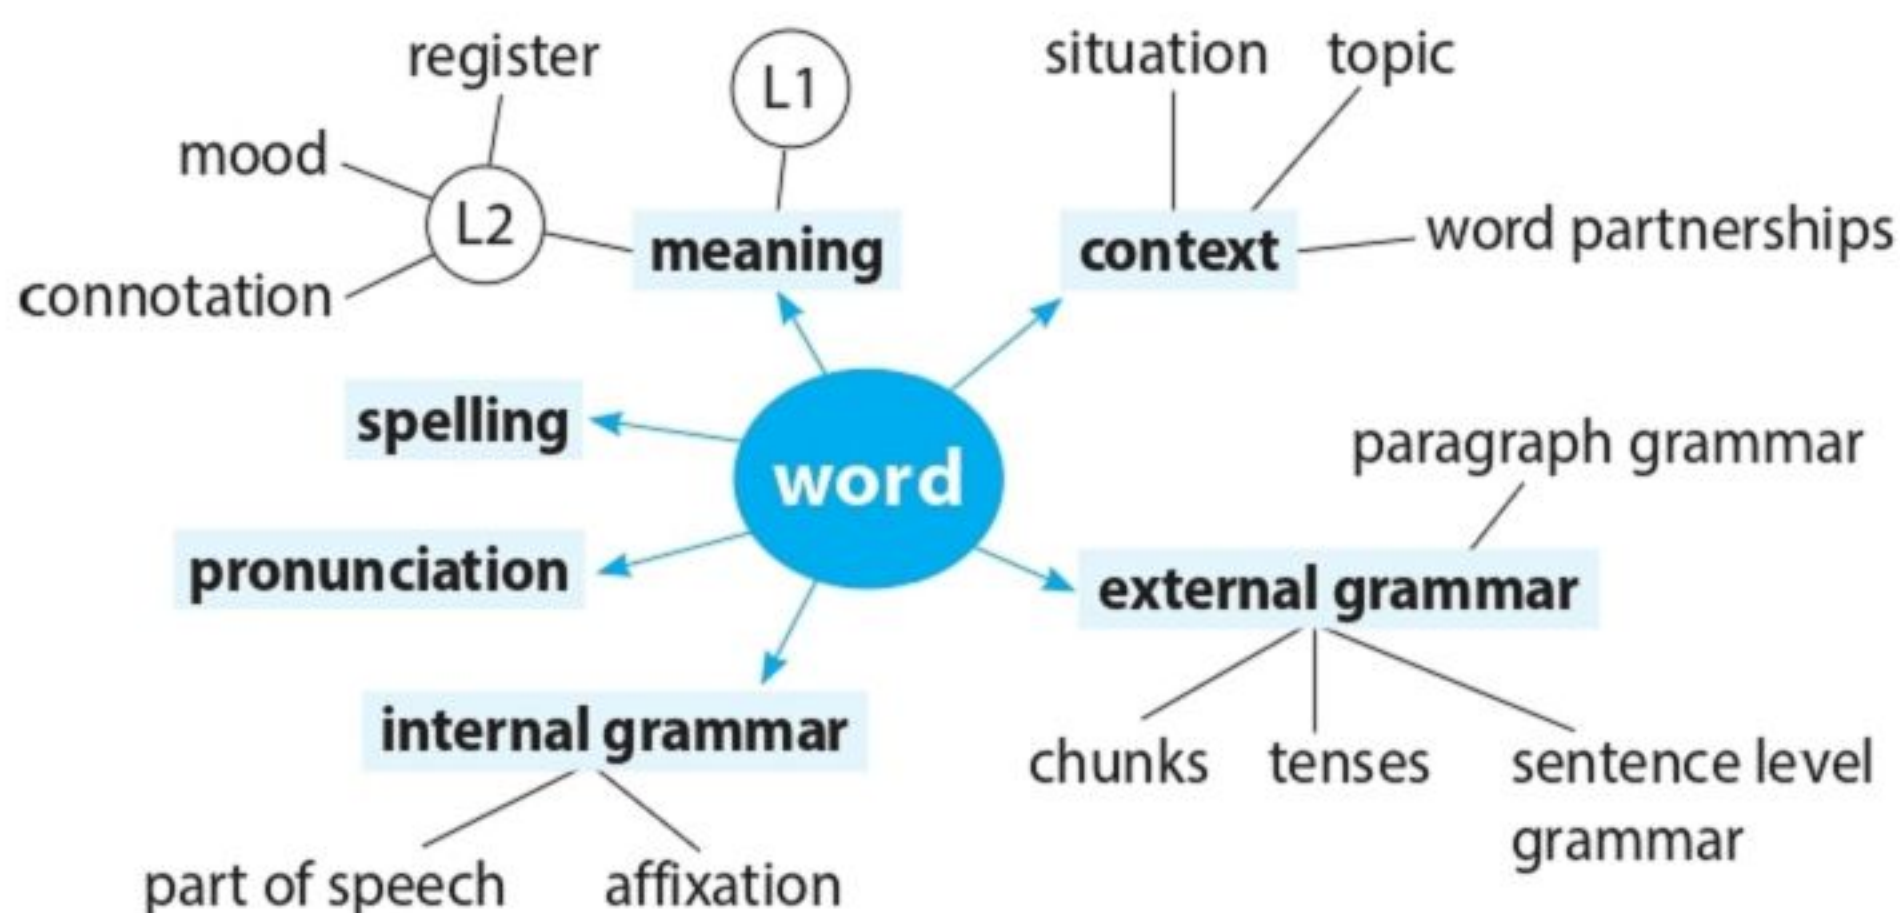 register
L1
situation
topic
mood
L2
meaning
context
word partnerships
connotation
spelling
word
paragraph grammar
pronunciation
external grammar
internal grammar
chunks
tenses
sentence level
grammar
part of speech
affixation